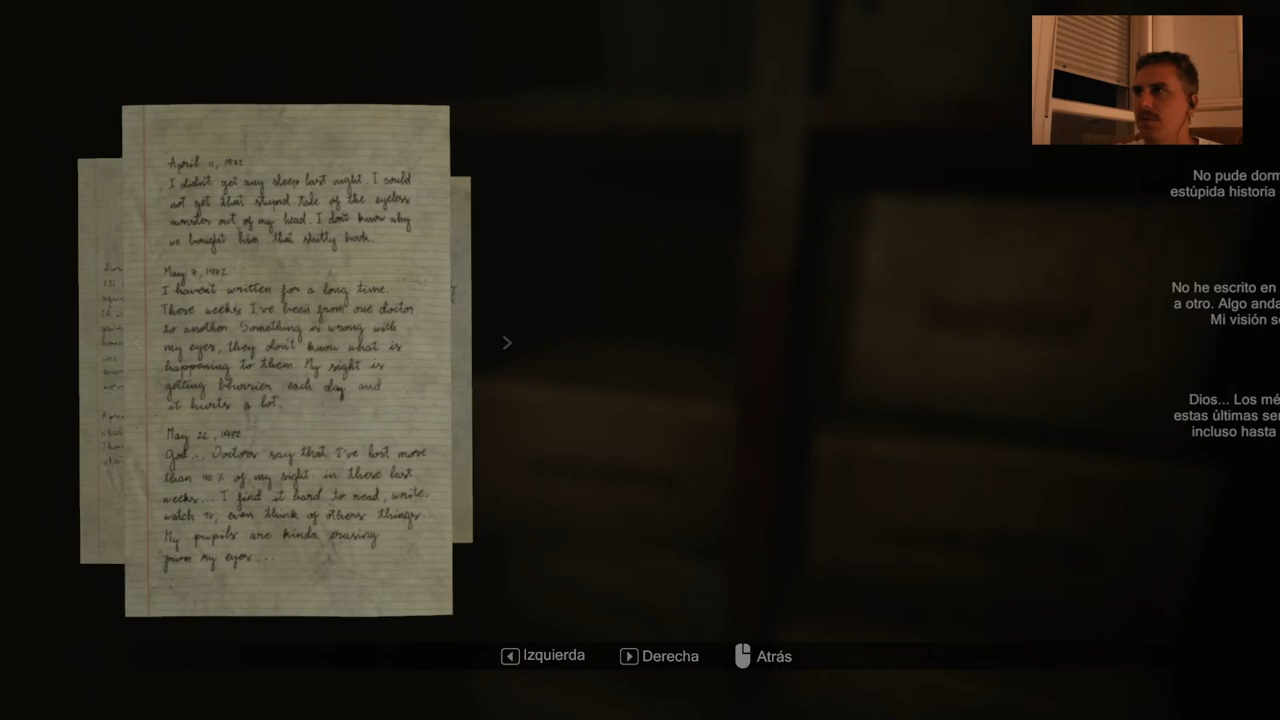 April 11, 1972
I didn't get any sleep last night. I could
not get that stupid tale of the eyeless
monster out of my head. I don't know why
we bought him that shitty book.
May 7, 1972
I haven't written for a long time.
These weeks I've been from one doctor
to another. Something is wrong with
my eyes, they don't know what is
happening to them. My sight is
getting blurrier each day and
it hurts a lot.
May 22, 1972
God... Doctors say that I've lost more
than 40% of my sight in these last
weeks... I find it hard to read, write,
watch TV, even think of others things...
My pupils are kinda erasing
from my eyes...
No pude dorm
estúpida historia
No he escrito en
a otro. Algo anda
Mi visión s
Dios... Los mé
estas últimas se
incluso hasta
Izquierda
Derecha
Atrás